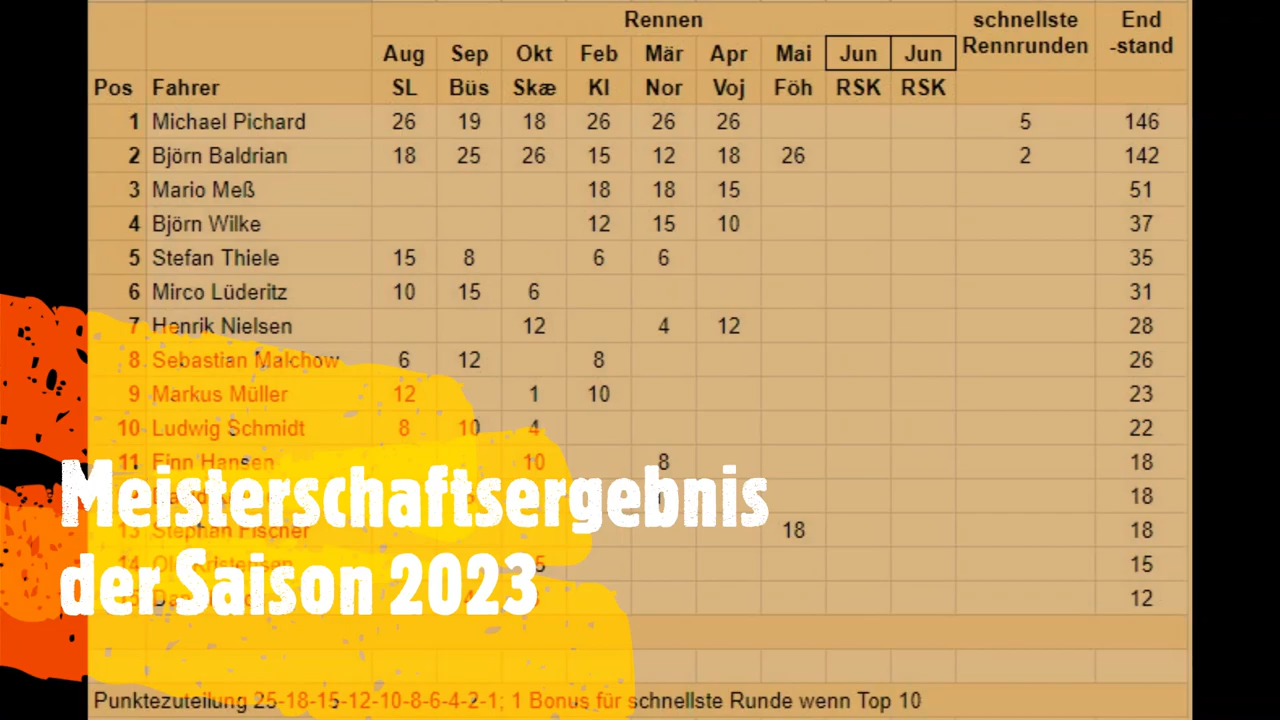 Rennen schnellste Rennrunden End -stand
Aug Sep Okt Feb Mär Apr Mai Jun Jun
Pos Fahrer SL Büs Skæ Kl Nor Voj Föh RSK RSK
1 Michael Pichard 26 19 18 26 26 26 5 146
2 Björn Baldrian 18 25 26 15 12 18 26 2 142
3 Mario Meß 18 18 15 51
4 Björn Wilke 12 15 10 37
5 Stefan Thiele 15 8 6 6 35
6 Mirco Lüderitz 10 15 6 31
7 Henrik Nielsen 12 4 12 28
8 Sebastian Malchow 6 12 8 26
9 Markus Müller 12 1 10 23
10 Ludwig Schmidt 8 10 4 22
11 Finn Hansen 10 8 18
18
13 Stephan Fischer 18 18
14 Kristensen 15
12
Meisterschaftsergebnis
der Saison 2023
Punktezuteilung 25-18-15-12-10-8-6-4-2-1; 1 Bonus für schnellste Runde wenn Top 10